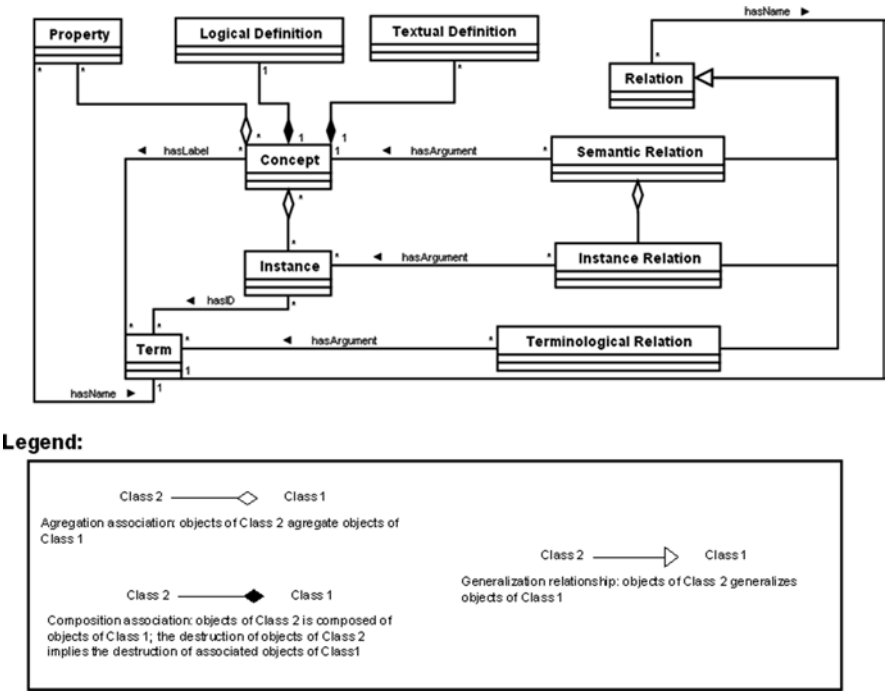 hasName ►
Property
Logical Definition
Textual Definition
Relation
* * 1 * *
* 1 1
hasLabel ◄ * Concept 1 ◄ hasArgument * Semantic Relation
*
*
Instance * ◄ hasArgument * Instance Relation
◄ hasID *
* * Term * ◄ hasArgument * Terminological Relation
1
hasName ► 1
Legend:
Class 2 Class 1
Agregation association: objects of Class 2 agregate objects of
Class 1
Class 2 Class 1
Generalization relationship: objects of Class 2 generalizes
objects of Class 1
Class 2 Class 1
Composition association: objects of Class 2 is composed of
objects of Class 1; the destruction of objects of Class 2
implies the destruction of associated objects of Class1